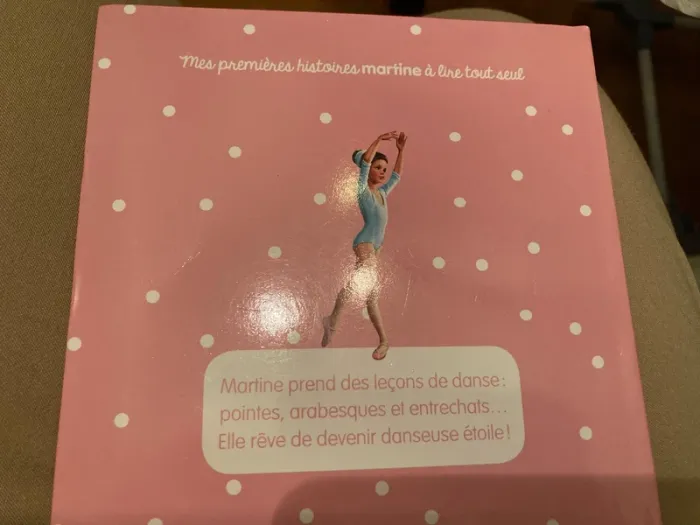 Mes premières histoires martine à lire tout seul
Martine prend des leçons de danse :
pointes, arabesques et entrechats...
Elle rêve de devenir danseuse étoile !